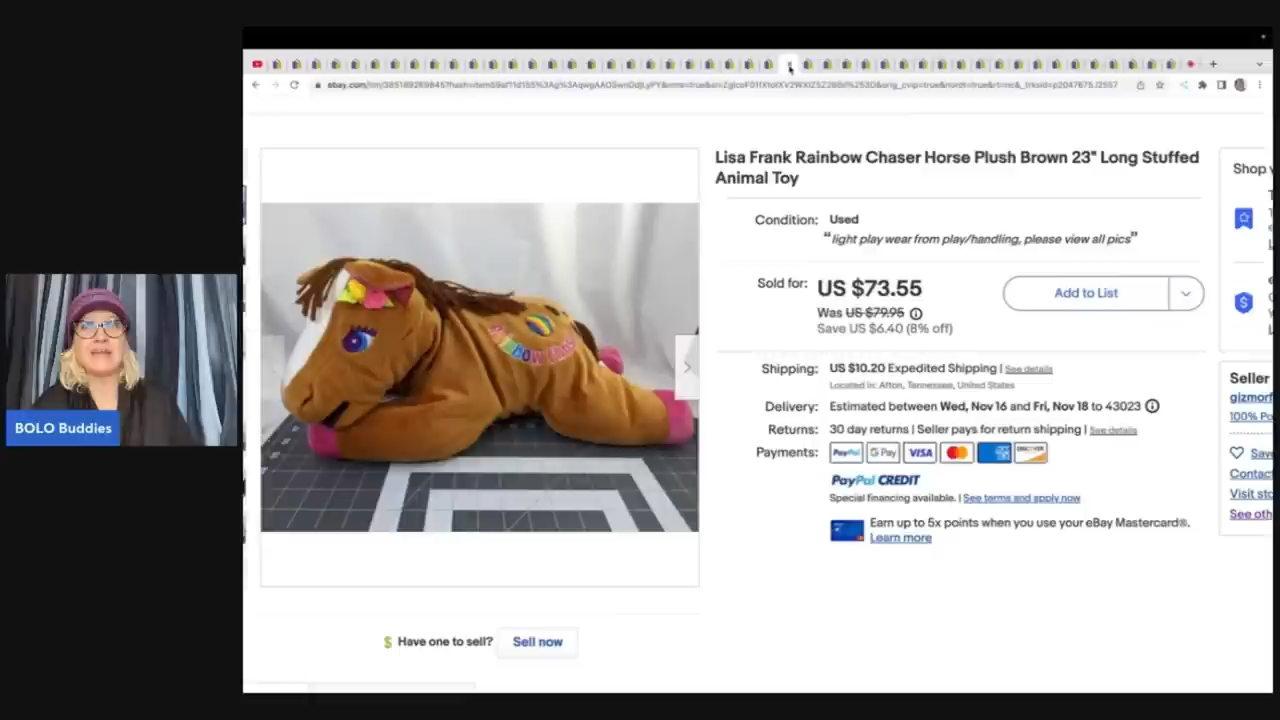 Lisa Frank Rainbow Chaser Horse Plush Brown 23" Long Stuffed
Animal Toy
Condition: Used
"light play wear from play/handling, please view all pics"
Sold for: US $73.55
Was US $79.95
Save US $6.40 (8% off)
Add to List
Shipping: US $10.20 Expedited Shipping | See details
Located in: Afton, Tennessee, United States
Delivery: Estimated between Wed, Nov 16 and Fri, Nov 18 to 43023
Returns: 30 day returns | Seller pays for return shipping | See details
Payments: PayPal G Pay VISA DISCOVER
PayPal CREDIT
Special financing available. | See terms and apply now
Earn up to 5x points when you use your eBay Mastercard®.
Learn more
Shop
Seller
gizmorf
100% Po
Save
Contact
Visit sto
See oth
$ Have one to sell? Sell now
BOLO Buddies